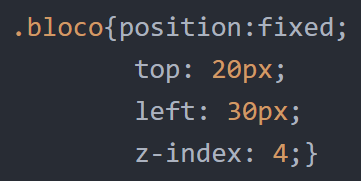 .bloco{position:fixed;
top: 20px;
left: 30px;
z-index: 4;}